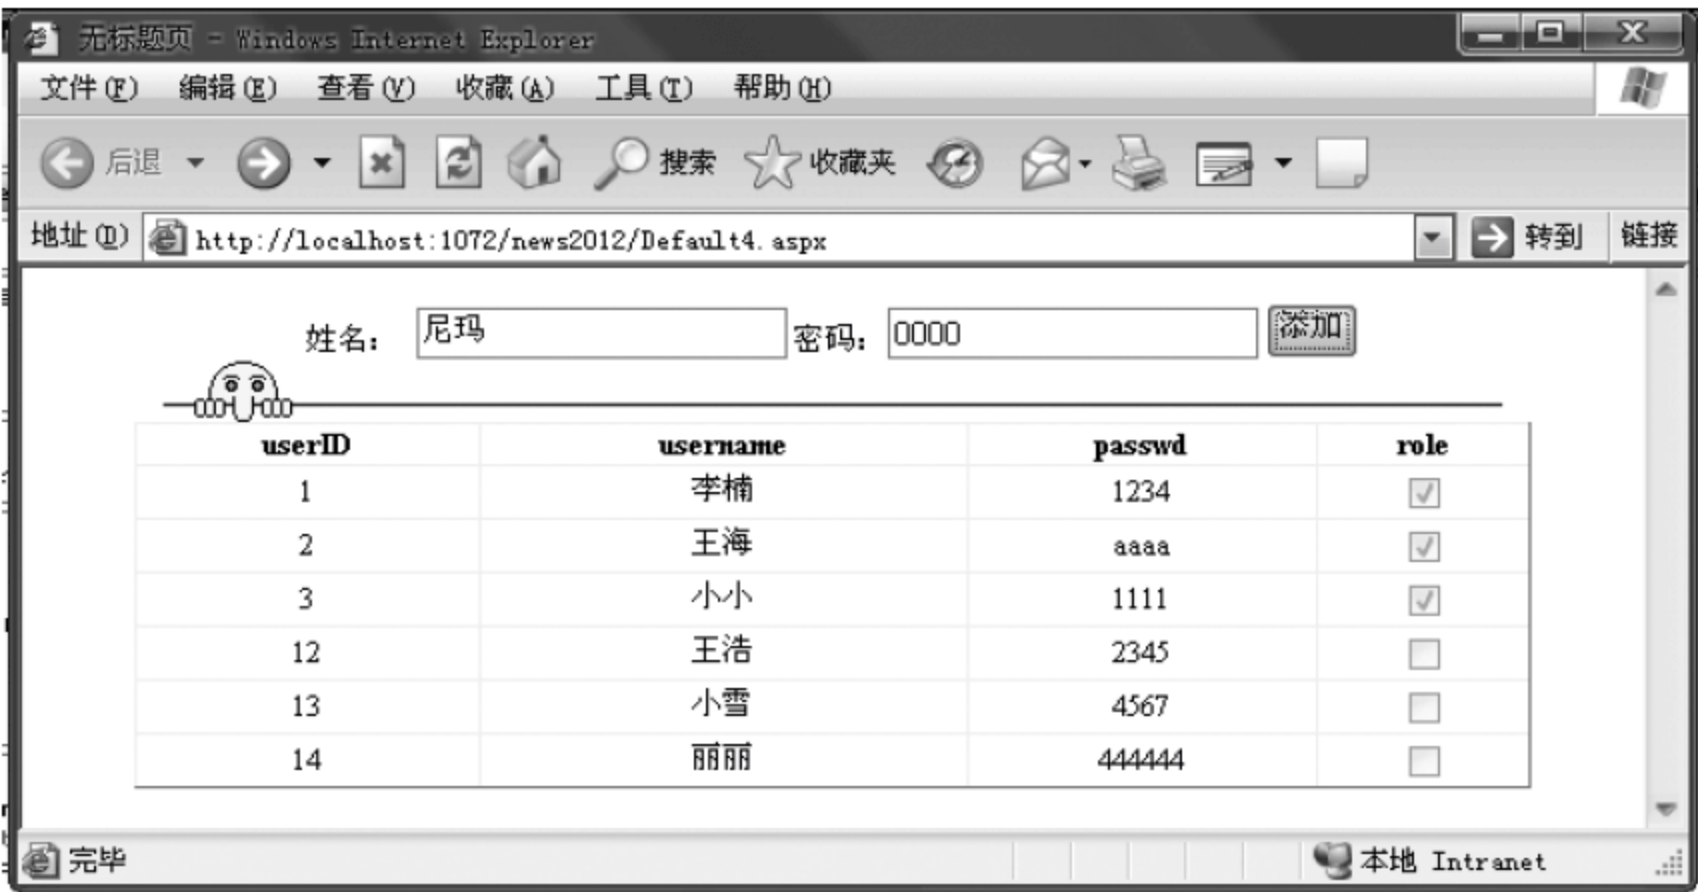 无标题页 - Windows Internet Explorer
文件(F) 编辑(E) 查看(V) 收藏(A) 工具(T) 帮助(H)
后退 搜索 收藏夹
地址(D) http://localhost:1072/news2012/Default4.aspx 转到 链接
姓名： 尼玛 密码： 0000 添加
userID username passwd role
1 李楠 1234
2 王海 aaaa
3 小小 1111
12 王浩 2345
13 小雪 4567
14 丽丽 444444
完毕 本地 Intranet